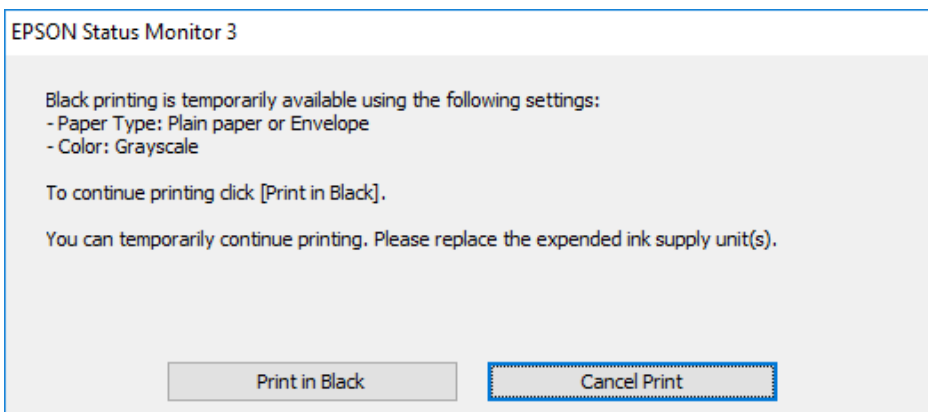 EPSON Status Monitor 3
Black printing is temporarily available using the following settings:
- Paper Type: Plain paper or Envelope
- Color: Grayscale
To continue printing click [Print in Black].
You can temporarily continue printing. Please replace the expended ink supply unit(s).
Print in Black
Cancel Print